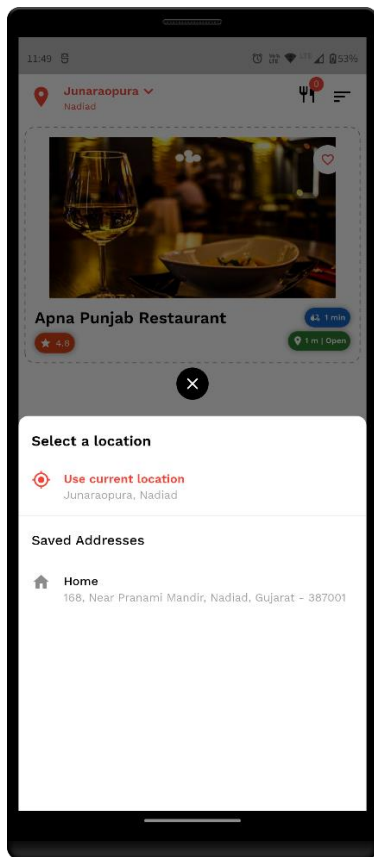 11:49
53%
Junaraopura
Nadiad
0
Apna Punjab Restaurant
1 min
4.8
1 m | Open
Select a location
Use current location
Junaraopura, Nadiad
Saved Addresses
Home
168, Near Pranami Mandir, Nadiad, Gujarat - 387001